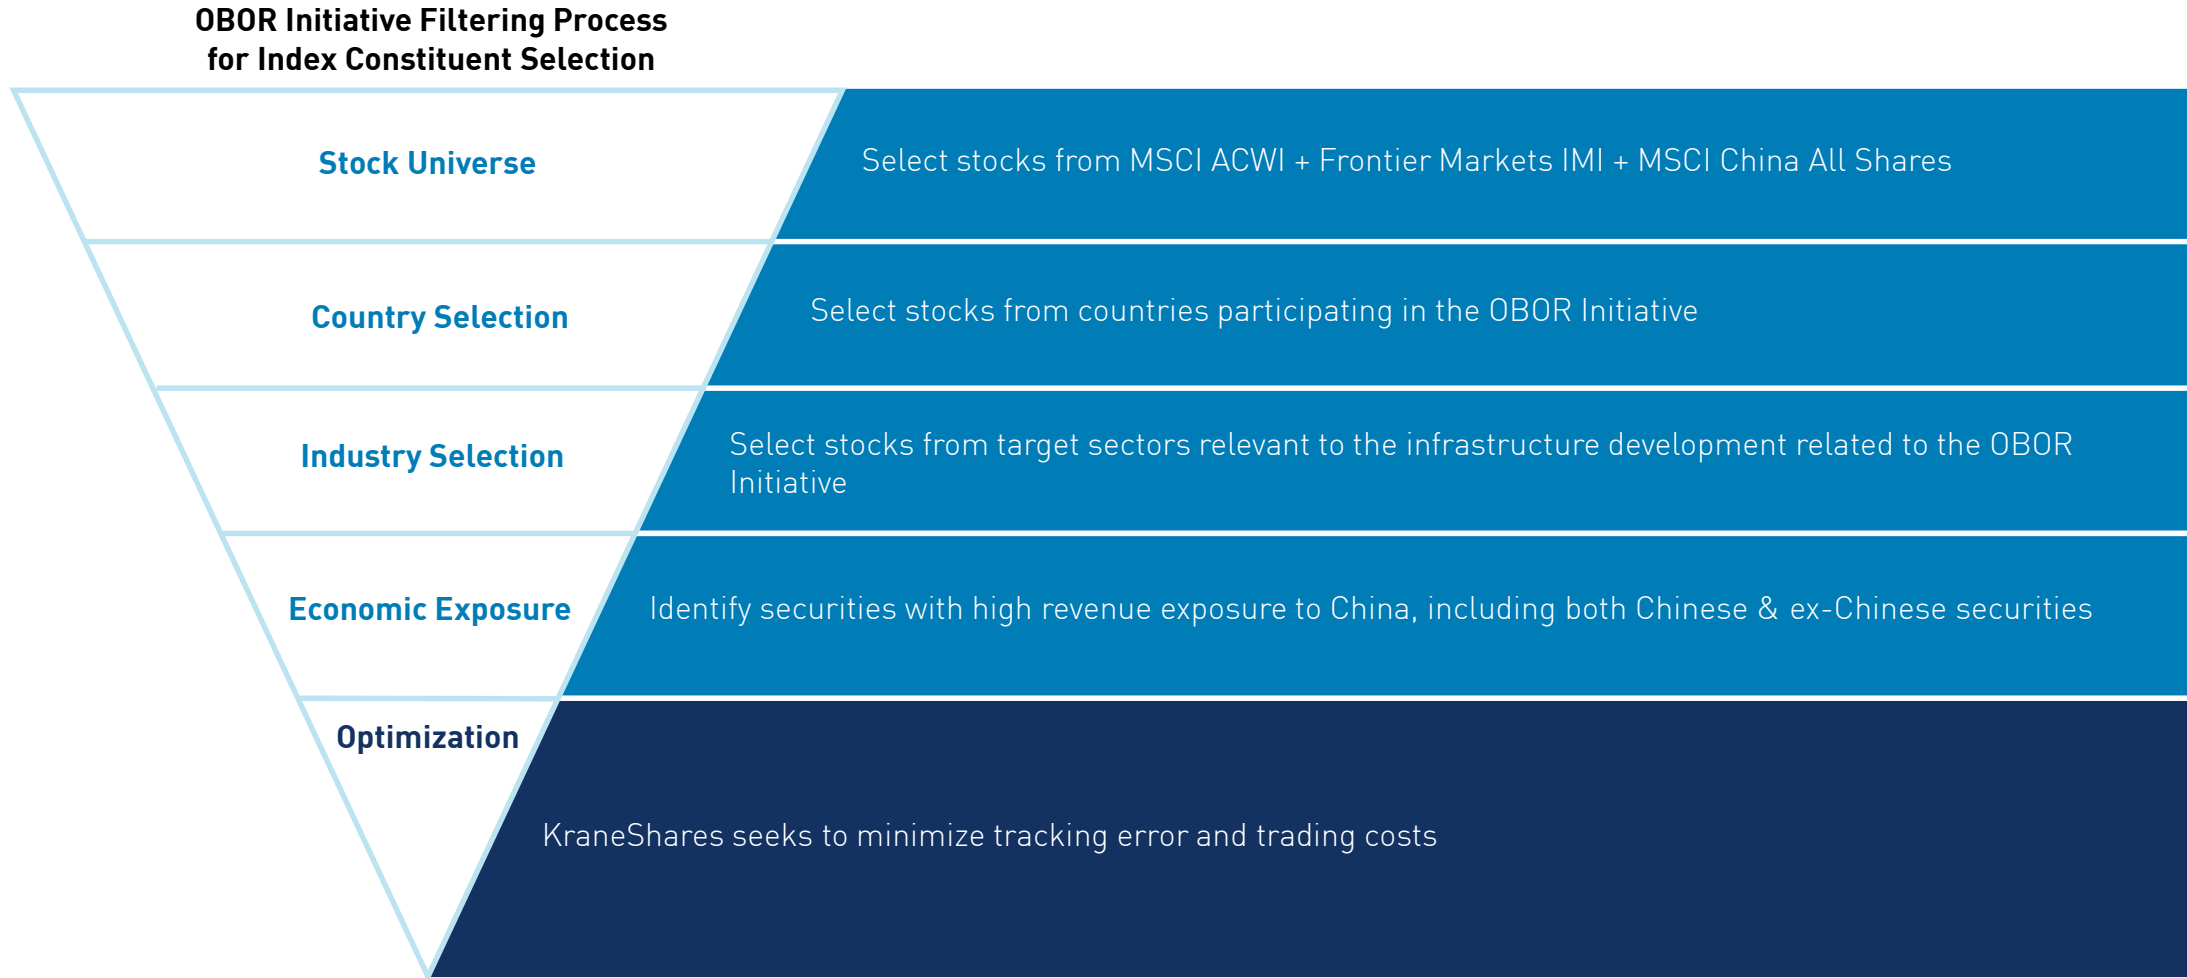 OBOR Initiative Filtering Process
for Index Constituent Selection
Stock Universe
Select stocks from MSCI ACWI + Frontier Markets IMI + MSCI China All Shares
Country Selection
Select stocks from countries participating in the OBOR Initiative
Industry Selection
Select stocks from target sectors relevant to the infrastructure development related to the OBOR
Initiative
Economic Exposure
Identify securities with high revenue exposure to China, including both Chinese & ex-Chinese securities
Optimization
KraneShares seeks to minimize tracking error and trading costs